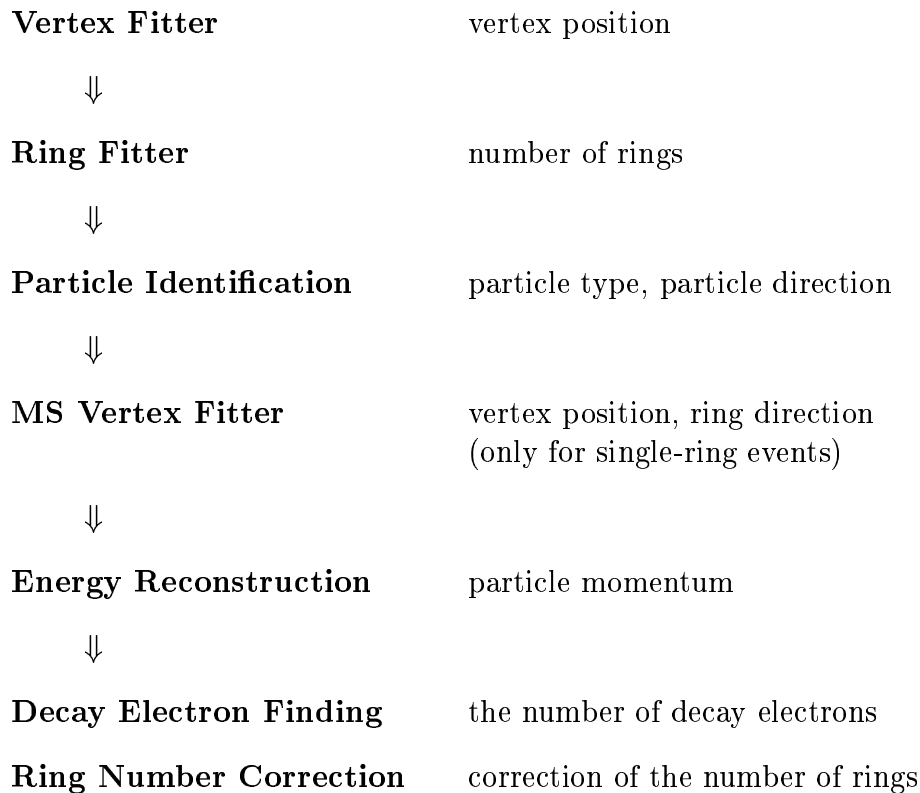 Vertex Fitter vertex position
⇓
Ring Fitter number of rings
⇓
Particle Identification particle type, particle direction
⇓
MS Vertex Fitter vertex position, ring direction
(only for single-ring events)
⇓
Energy Reconstruction particle momentum
⇓
Decay Electron Finding the number of decay electrons
Ring Number Correction correction of the number of rings